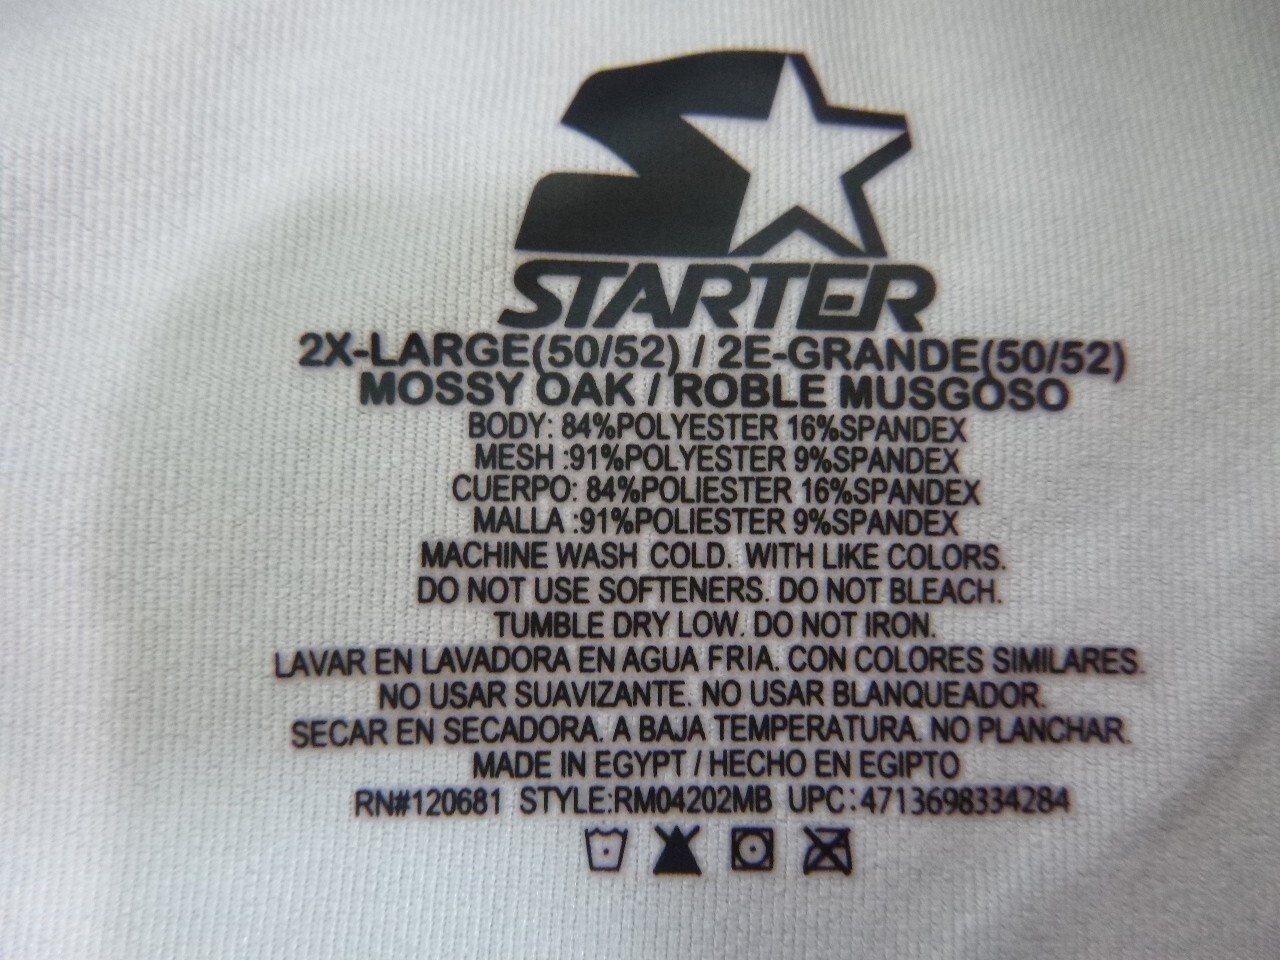 STARTER
2X-LARGE(50/52) / 2E-GRANDE(50/52)
MOSSY OAK / ROBLE MUSGOSO
BODY: 84%POLYESTER 16%SPANDEX
MESH :91%POLYESTER 9%SPANDEX
CUERPO: 84%POLIESTER 16%SPANDEX
MALLA :91%POLIESTER 9%SPANDEX
MACHINE WASH COLD. WITH LIKE COLORS.
DO NOT USE SOFTENERS. DO NOT BLEACH.
TUMBLE DRY LOW. DO NOT IRON.
LAVAR EN LAVADORA EN AGUA FRIA. CON COLORES SIMILARES.
NO USAR SUAVIZANTE. NO USAR BLANQUEADOR.
SECAR EN SECADORA. A BAJA TEMPERATURA. NO PLANCHAR.
MADE IN EGYPT / HECHO EN EGIPTO
RN#120681 STYLE:RM04202MB UPC:4713698334284